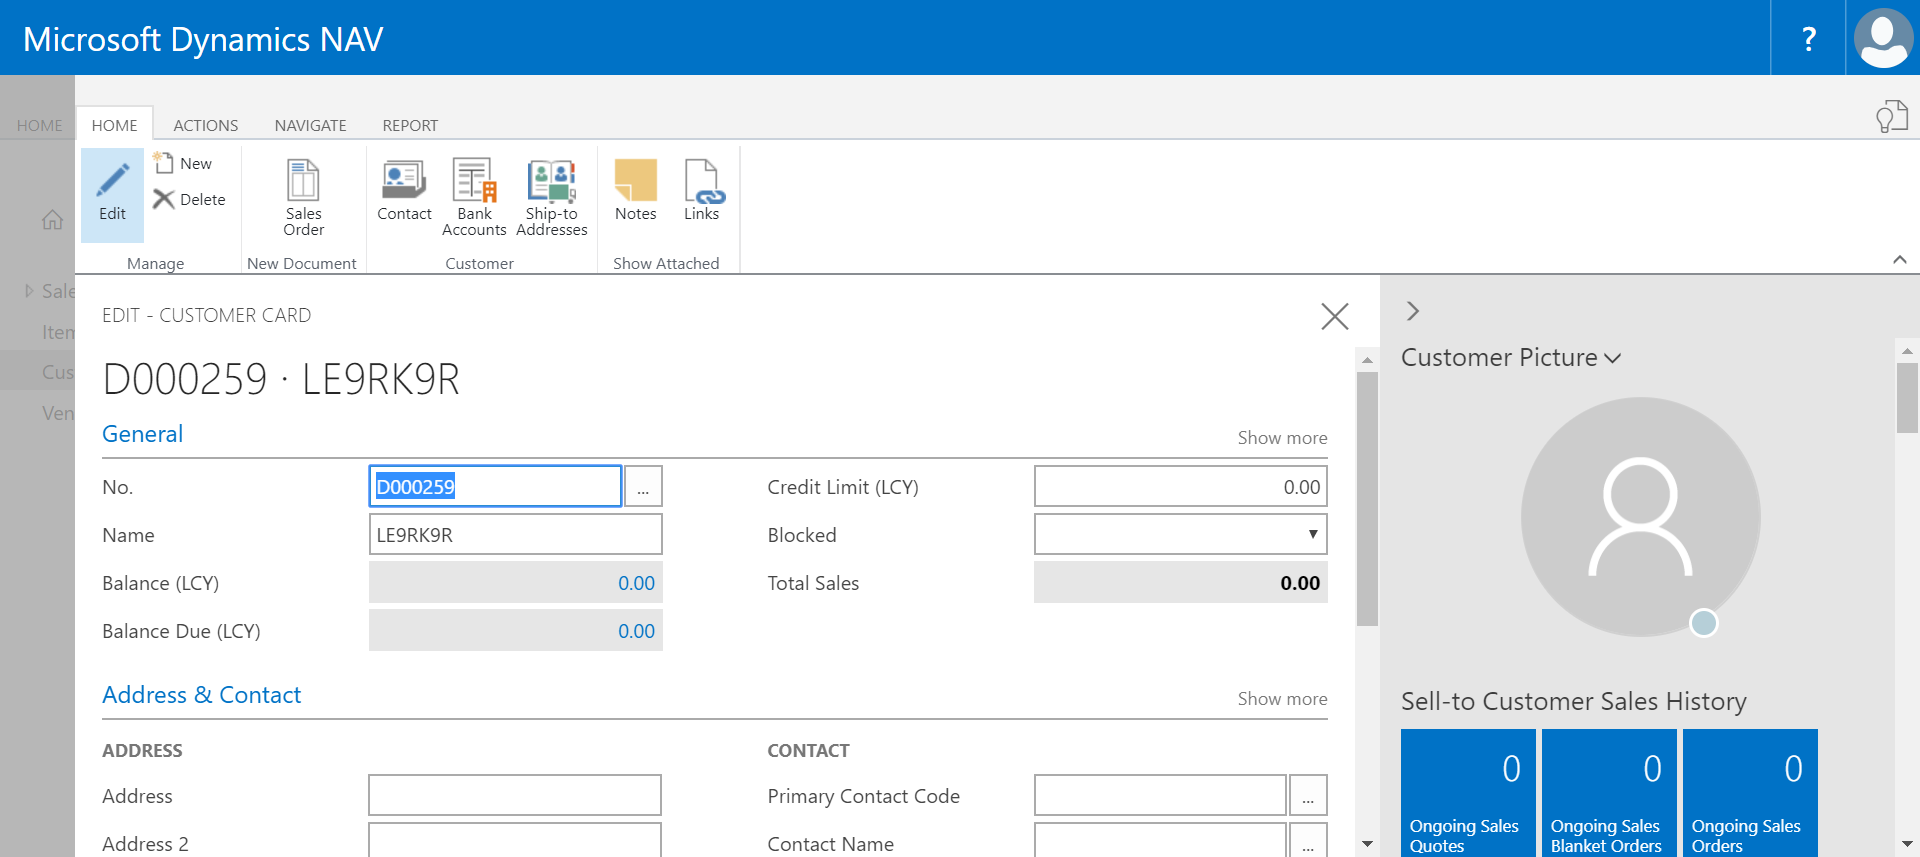 Microsoft Dynamics NAV
?
HOME
HOME
ACTIONS
NAVIGATE
REPORT
Edit
New
Delete
Manage
Sales
Order
New Document
Contact
Bank
Accounts
Ship-to
Addresses
Customer
Notes
Links
Show Attached
Sale
Item
Cus
Ven
EDIT - CUSTOMER CARD
D000259 · LE9RK9R
General
Show more
No.
D000259
...
Credit Limit (LCY)
0.00
Name
LE9RK9R
Blocked
Balance (LCY)
0.00
Total Sales
0.00
Balance Due (LCY)
0.00
Address & Contact
Show more
ADDRESS
CONTACT
Address
Primary Contact Code
...
Address 2
Contact Name
...
Customer Picture
Sell-to Customer Sales History
0
Ongoing Sales
Quotes
0
Ongoing Sales
Blanket Orders
0
Ongoing Sales
Orders